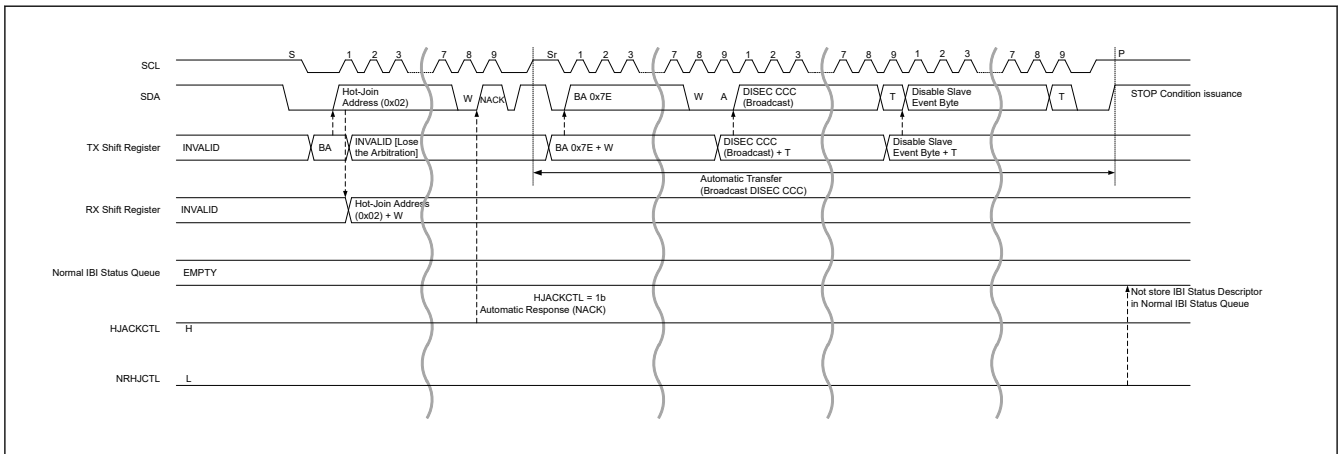 S 1 2 3 7 8 9 Sr 1 2 3 7 8 9 1 2 3 7 8 9 1 2 3 7 8 9 P
SCL
SDA
Hot-Join
Address (0x02)
W
NACK
BA 0x7E
W
A
DISEC CCC
(Broadcast)
T
Disable Slave
Event Byte
T
STOP Condition issuance
TX Shift Register
INVALID
BA
INVALID [Lose
the Arbitration]
BA 0x7E + W
DISEC CCC
(Broadcast) + T
Disable Slave
Event Byte + T
Automatic Transfer
(Broadcast DISEC CCC)
RX Shift Register
INVALID
Hot-Join Address
(0x02) + W
Normal IBI Status Queue
EMPTY
Not store IBI Status Descriptor
in Normal IBI Status Queue
HJACKCTL = 1b
Automatic Response (NACK)
HJACKCTL
H
NRHJCTL
L